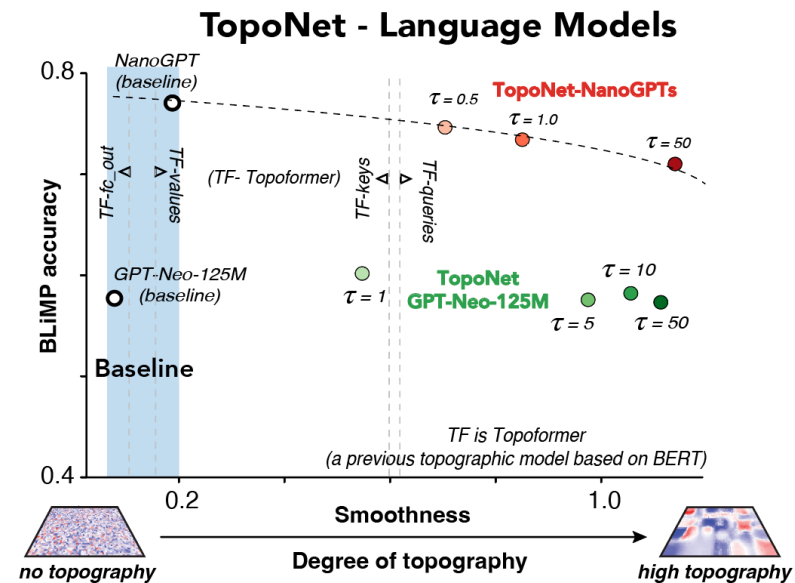 TopoNet - Language Models
NanoGPT
(baseline)
0.8
TopoNet-NanoGPTs
τ = 0.5
τ = 1.0
τ = 50
TF-fc_out
TF-values
(TF- Topoformer)
TF-keys
TF-queries
BLiMP accuracy
GPT-Neo-125M
(baseline)
τ = 1
TopoNet
GPT-Neo-125M
τ = 10
τ = 5
τ = 50
Baseline
TF is Topoformer
(a previous topographic model based on BERT)
0.4
0.2
1.0
Smoothness
Degree of topography
no topography
high topography